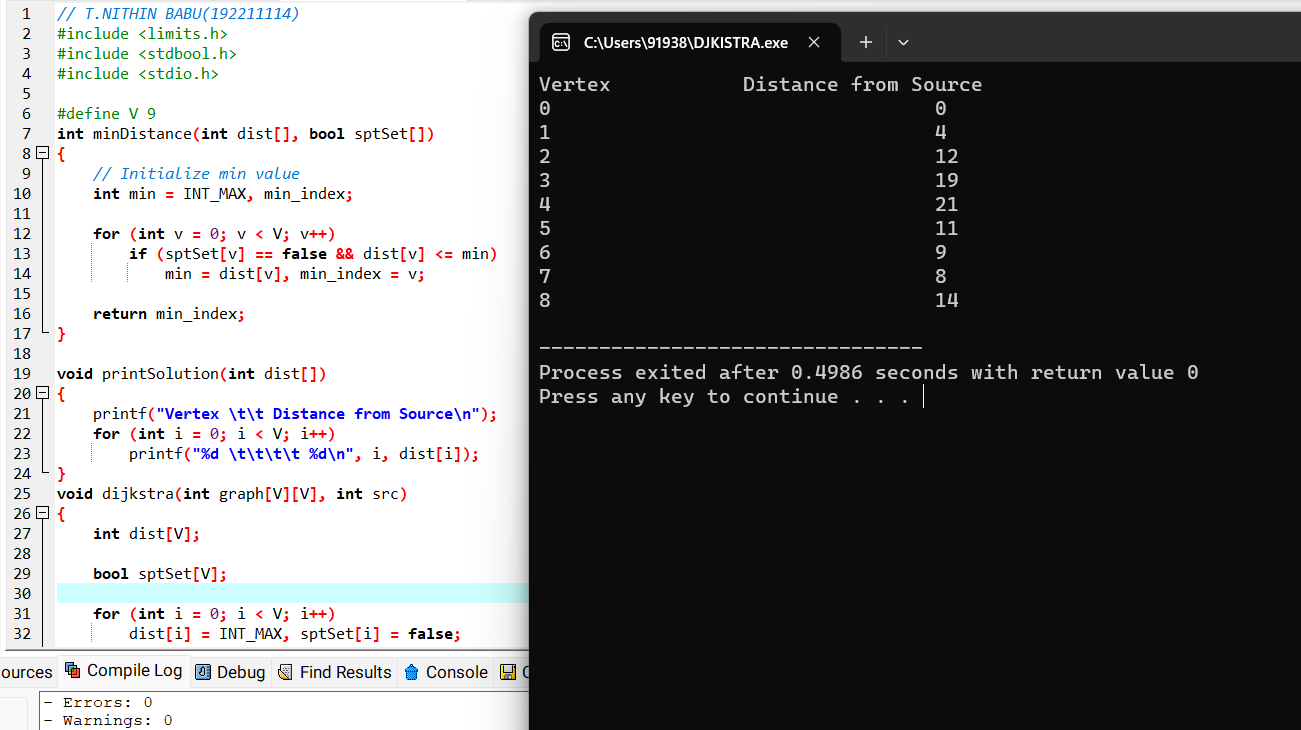 1 // T.NITHIN BABU(192211114)
2 #include <limits.h>
3 #include <stdbool.h>
4 #include <stdio.h>
5
6 #define V 9
7 int minDistance(int dist[], bool sptSet[])
8 {
9 // Initialize min value
10 int min = INT_MAX, min_index;
11
12 for (int v = 0; v < V; v++)
13 if (sptSet[v] == false && dist[v] <= min)
14 min = dist[v], min_index = v;
15
16 return min_index;
17 }
18
19 void printSolution(int dist[])
20 {
21 printf("Vertex \t\t Distance from Source\n");
22 for (int i = 0; i < V; i++)
23 printf("%d \t\t\t\t %d\n", i, dist[i]);
24 }
25 void dijkstra(int graph[V][V], int src)
26 {
27 int dist[V];
28
29 bool sptSet[V];
30
31 for (int i = 0; i < V; i++)
32 dist[i] = INT_MAX, sptSet[i] = false;
ources Compile Log Debug Find Results Console
- Errors: 0
- Warnings: 0
C:\Users\91938\DJKISTRA.exe
Vertex Distance from Source
0 0
1 4
2 12
3 19
4 21
5 11
6 9
7 8
8 14
--------------------------------
Process exited after 0.4986 seconds with return value 0
Press any key to continue . . .